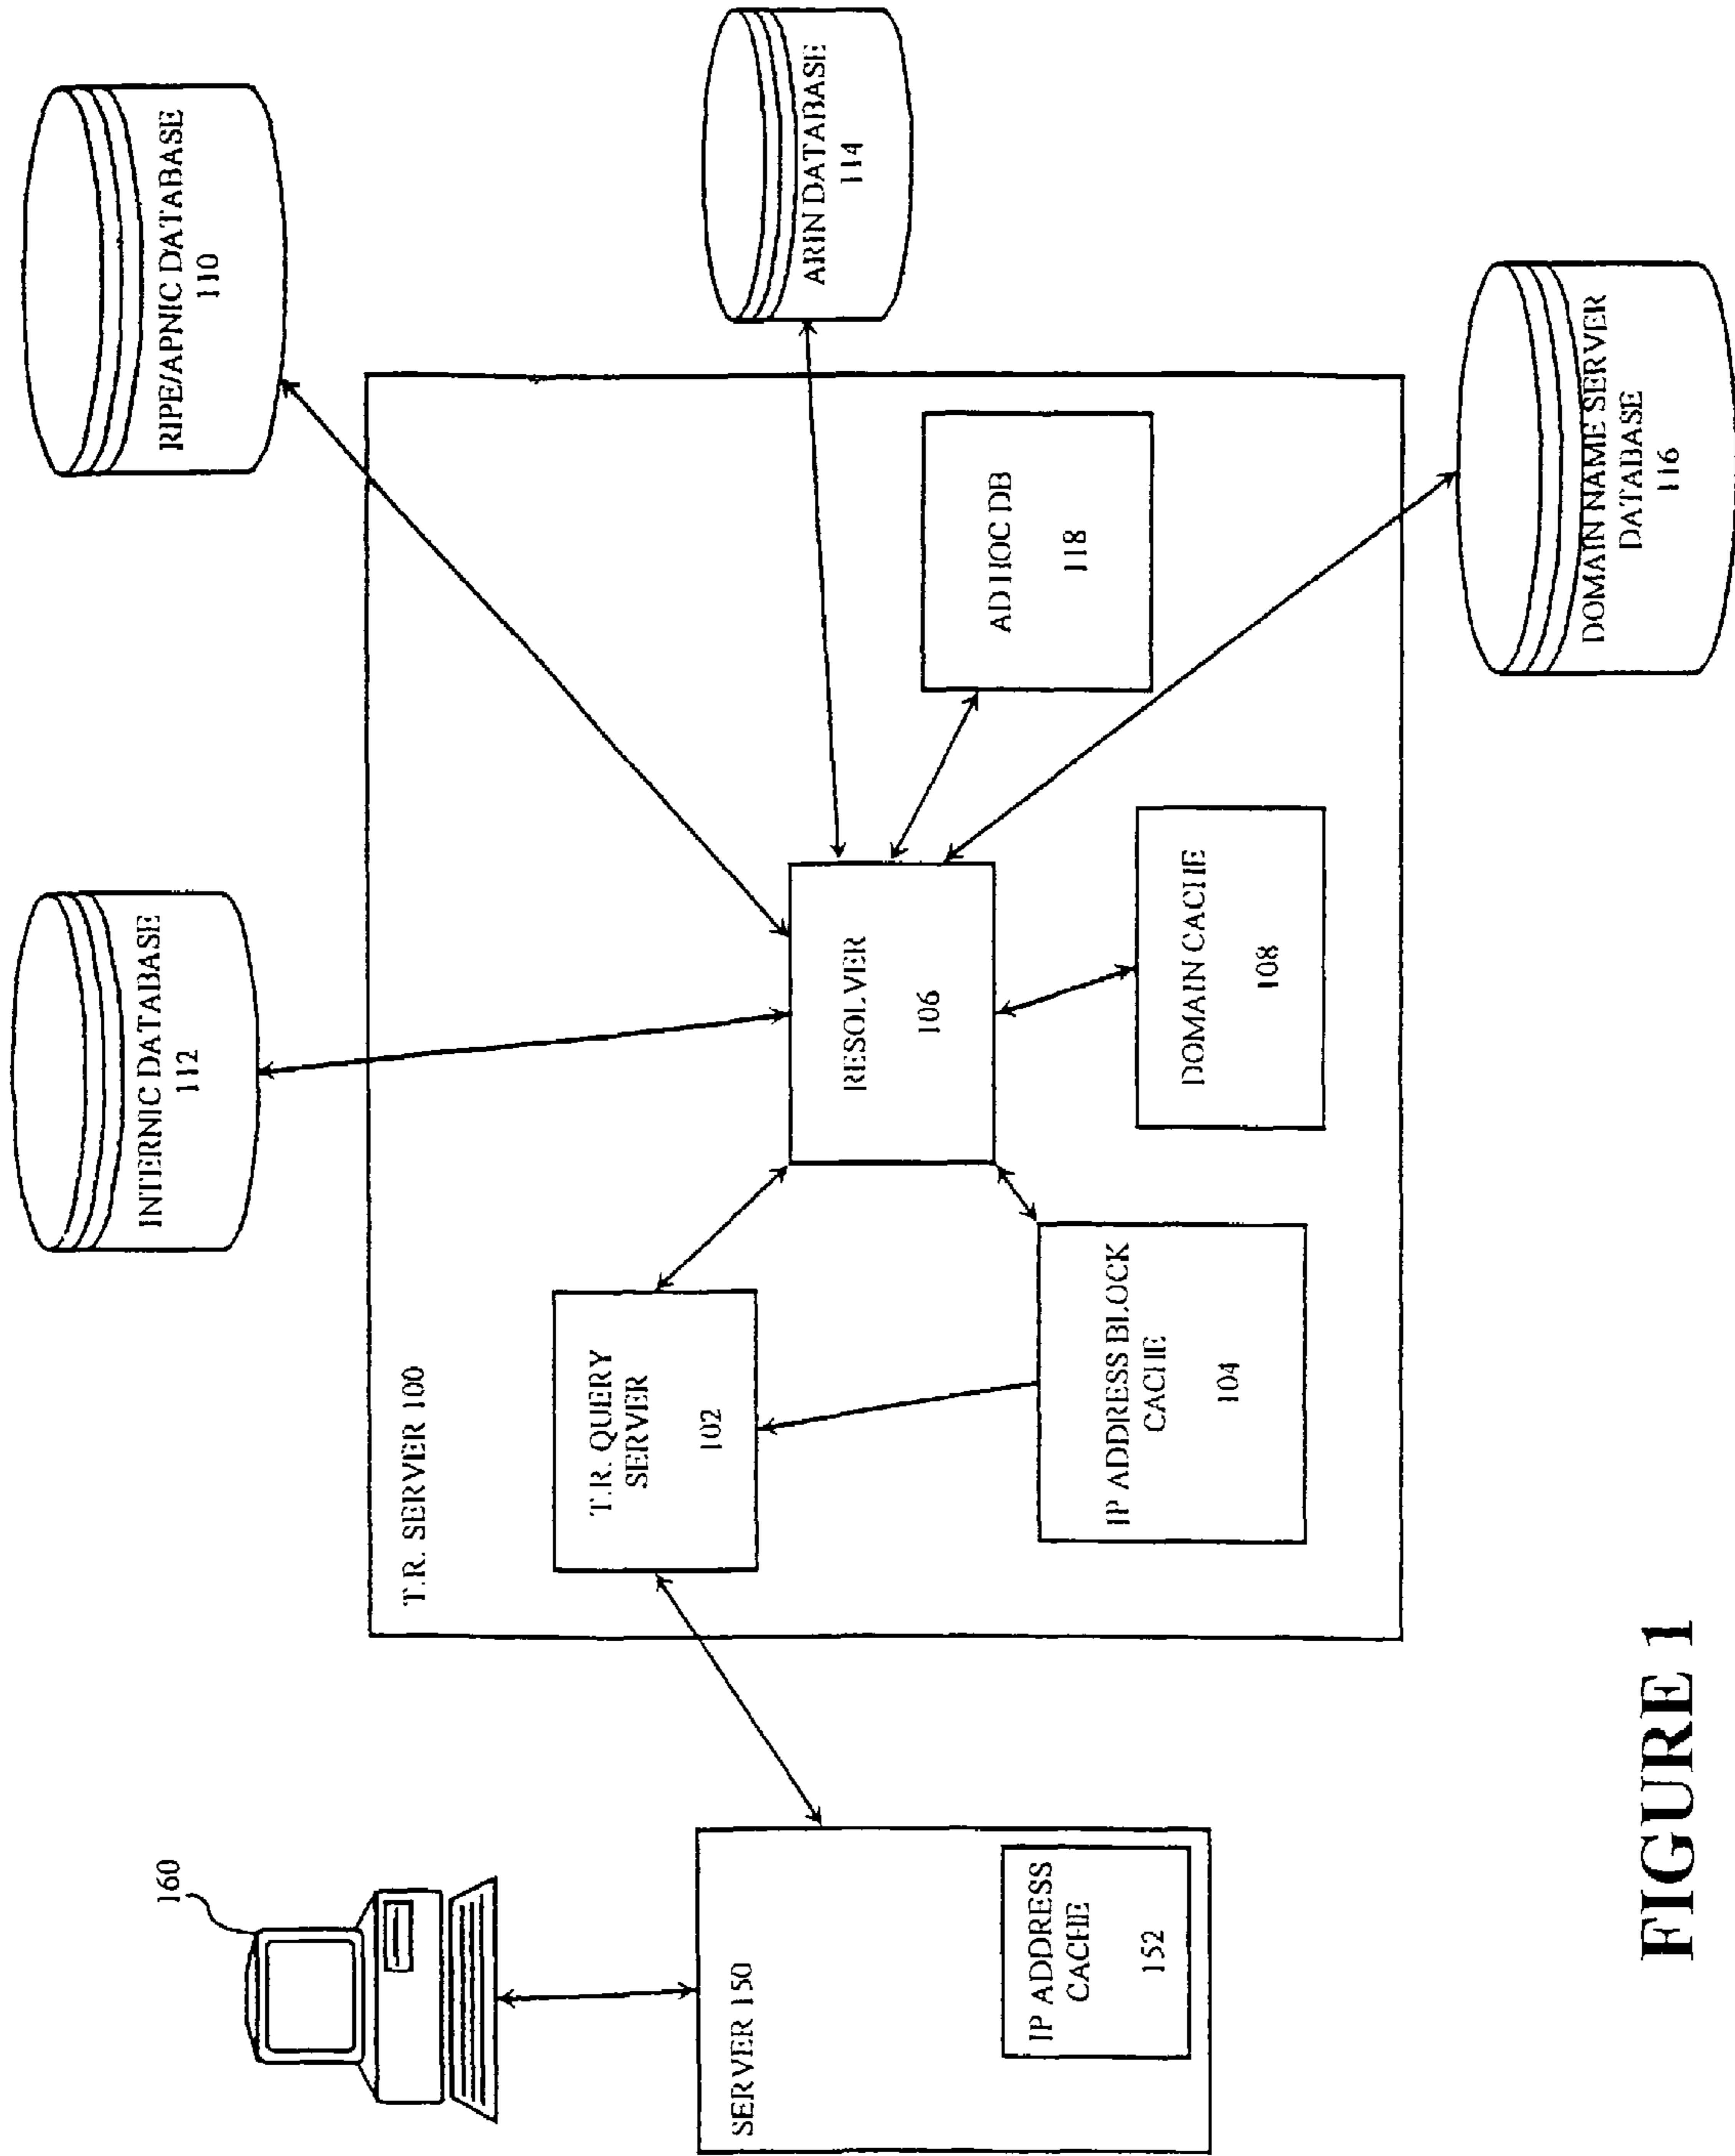 160
SERVER 150
IP ADDRESS
CACHE
152
T.R. SERVER 100
T.R. QUERY
SERVER
102
IP ADDRESS BLOCK
CACHE
104
RESOLVER
106
DOMAIN CACHE
108
AD HOC DB
118
INTERNIC DATABASE
112
RIPE/APNIC DATABASE
110
ARIN DATABASE
114
DOMAIN NAME SERVER
DATABASE
116
FIGURE 1